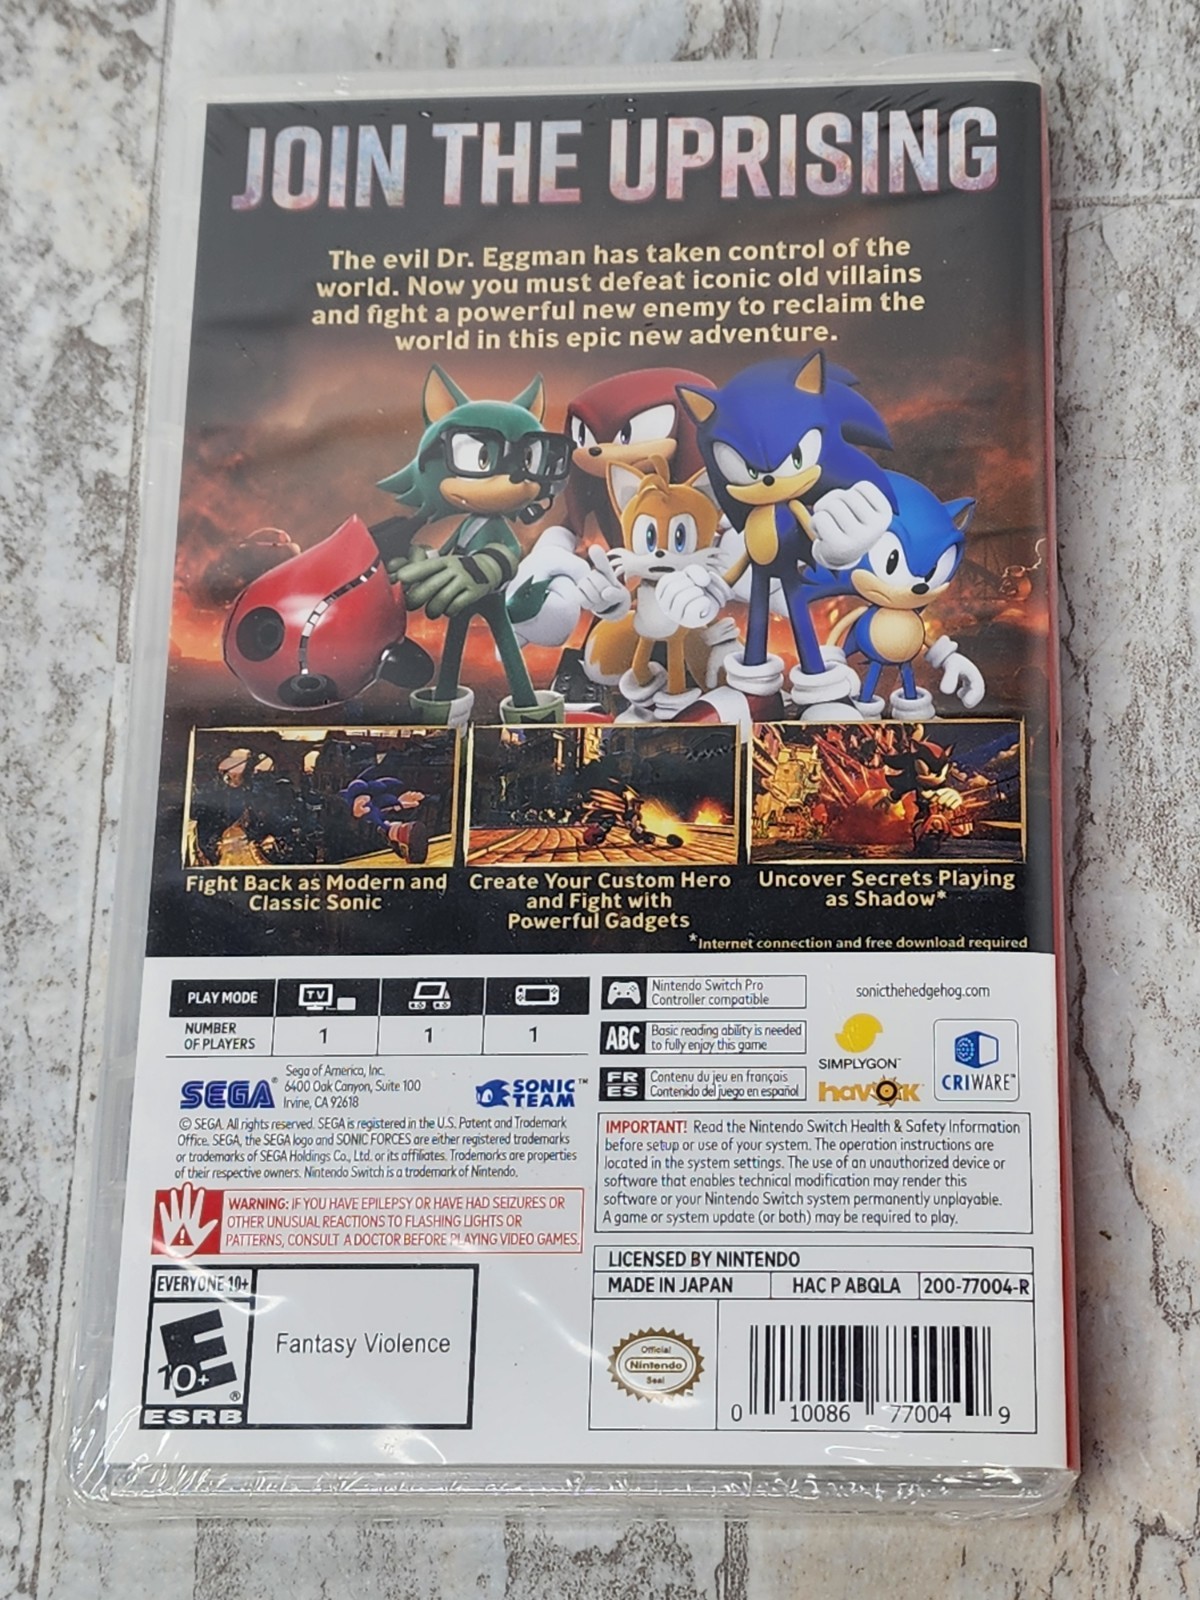 JOIN THE UPRISING
The evil Dr. Eggman has taken control of the
world. Now you must defeat iconic old villains
and fight a powerful new enemy to reclaim the
world in this epic new adventure.
Fight Back as Modern and
Classic Sonic
Create Your Custom Hero
and Fight with
Powerful Gadgets
Uncover Secrets Playing
as Shadow*
*Internet connection and free download required
PLAY MODE
TV
NUMBER
OF PLAYERS
1
1
1
Nintendo Switch Pro
Controller compatible
ABC
Basic reading ability is needed
to fully enjoy this game
FR
ES
Contenu du jeu en français
Contenido del juego en español
sonicthehedgehog.com
SIMPLYGON™
havok
CRIWARE™
SEGA®
Sega of America, Inc.
6400 Oak Canyon, Suite 100
Irvine, CA 92618
SONIC
TEAM™
© SEGA. All rights reserved. SEGA is registered in the U.S. Patent and Trademark
Office. SEGA, the SEGA logo and SONIC FORCES are either registered trademarks
or trademarks of SEGA Holdings Co., Ltd. or its affiliates. Trademarks are properties
of their respective owners. Nintendo Switch is a trademark of Nintendo.
WARNING: IF YOU HAVE EPILEPSY OR HAVE HAD SEIZURES OR
OTHER UNUSUAL REACTIONS TO FLASHING LIGHTS OR
PATTERNS, CONSULT A DOCTOR BEFORE PLAYING VIDEO GAMES.
IMPORTANT! Read the Nintendo Switch Health & Safety Information
before setup or use of your system. The operation instructions are
located in the system settings. The use of an unauthorized device or
software that enables technical modification may render this
software or your Nintendo Switch system permanently unplayable.
A game or system update (or both) may be required to play.
EVERYONE 10+
E
10+
®
ESRB
Fantasy Violence
LICENSED BY NINTENDO
MADE IN JAPAN
HAC P ABQLA
200-77004-R
Official
Nintendo
Seal
0 10086 77004 9